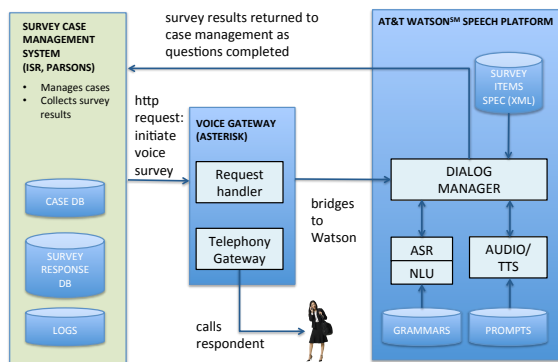 survey results returned to
case management as
questions completed
SURVEY CASE
MANAGEMENT
SYSTEM
(ISR, PARSONS)
• Manages cases
• Collects survey
results
CASE DB
SURVEY
RESPONSE
DB
LOGS
http
request:
initiate
voice
survey
VOICE GATEWAY
(ASTERISK)
Request
handler
Telephony
Gateway
calls
respondent
bridges
to
Watson
AT&T WATSON℠ SPEECH PLATFORM
SURVEY
ITEMS
SPEC (XML)
DIALOG
MANAGER
ASR
NLU
AUDIO/
TTS
GRAMMARS
PROMPTS